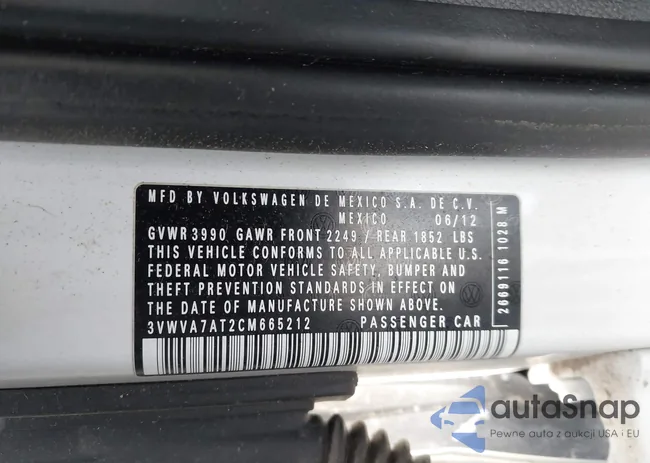 MFD BY VOLKSWAGEN DE MEXICO S.A. DE C.V.
MEXICO 06/12
GVWR 3990 GAWR FRONT 2249 / REAR 1852 LBS
THIS VEHICLE CONFORMS TO ALL APPLICABLE U.S.
FEDERAL MOTOR VEHICLE SAFETY, BUMPER AND
THEFT PREVENTION STANDARDS IN EFFECT ON
THE DATE OF MANUFACTURE SHOWN ABOVE.
3VWVA7AT2CM665212 PASSENGER CAR
2669116 1028 M
autoSnap
Pewne auta z aukcji USA i EU